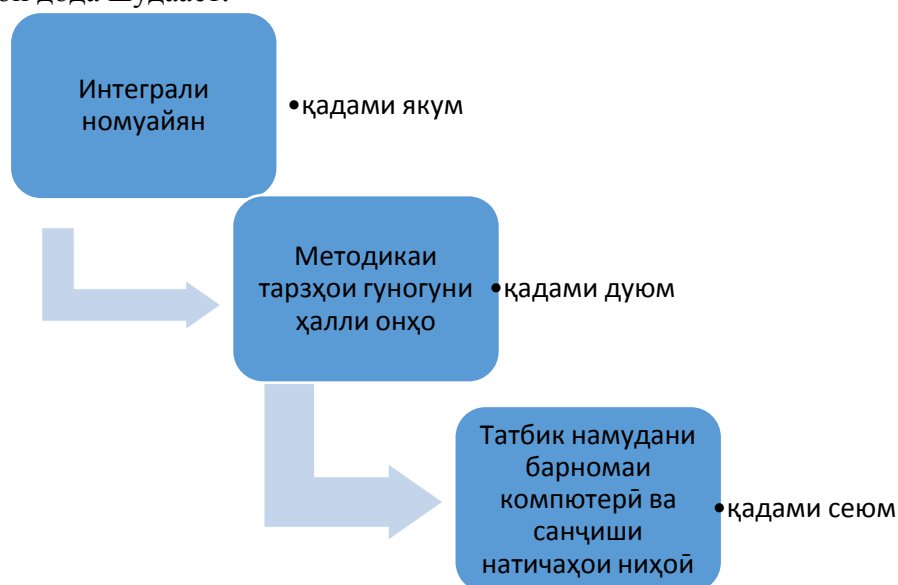 Интеграли
номуайян
•қадами якум
Методикаи
тарзҳои гуногуни
ҳалли онҳо
•қадами дуюм
Татбик намудани
барномаи
компютерӣ ва
санҷиши
натиҷаҳои ниҳоӣ
•қадами сеюм